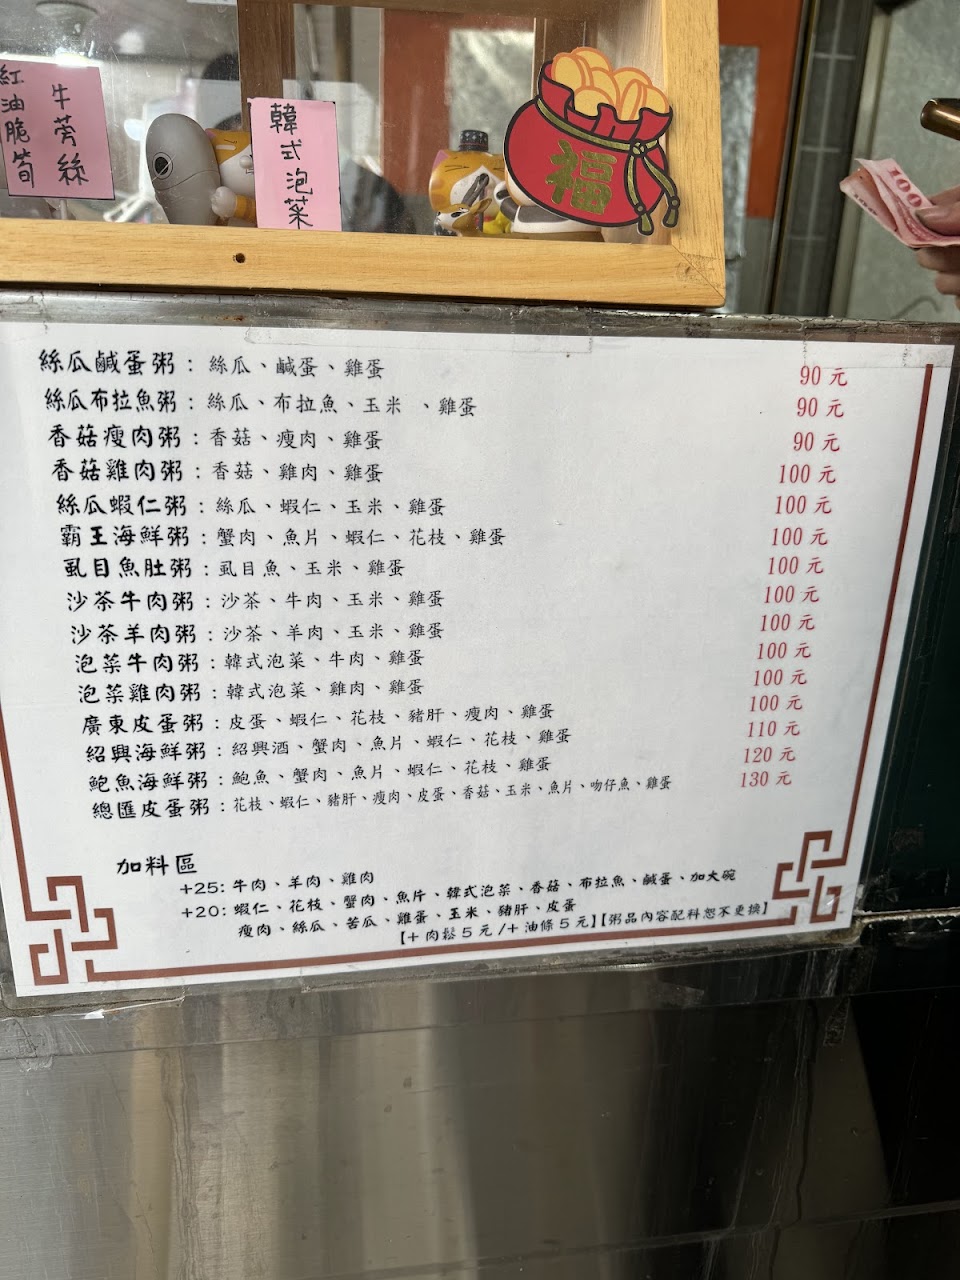 紅油脆筍
牛蒡絲
韓式泡菜
福
100
絲瓜鹹蛋粥：絲瓜、鹹蛋、雞蛋 90元
絲瓜布拉魚粥：絲瓜、布拉魚、玉米、雞蛋 90元
香菇瘦肉粥：香菇、瘦肉、雞蛋 90元
香菇雞肉粥：香菇、雞肉、雞蛋 100元
絲瓜蝦仁粥：絲瓜、蝦仁、玉米、雞蛋 100元
霸王海鮮粥：蟹肉、魚片、蝦仁、花枝、雞蛋 100元
虱目魚肚粥：虱目魚、玉米、雞蛋 100元
沙茶牛肉粥：沙茶、牛肉、玉米、雞蛋 100元
沙茶羊肉粥：沙茶、羊肉、玉米、雞蛋 100元
泡菜牛肉粥：韓式泡菜、牛肉、雞蛋 100元
泡菜雞肉粥：韓式泡菜、雞肉、雞蛋 100元
廣東皮蛋粥：皮蛋、蝦仁、花枝、豬肝、瘦肉、雞蛋 100元
紹興海鮮粥：紹興酒、蟹肉、魚片、蝦仁、花枝、雞蛋 110元
鮑魚海鮮粥：鮑魚、蟹肉、魚片、蝦仁、花枝、雞蛋 120元
總匯皮蛋粥：花枝、蝦仁、豬肝、瘦肉、皮蛋、香菇、玉米、魚片、吻仔魚、雞蛋 130元
加料區
+25: 牛肉、羊肉、雞肉
+20: 蝦仁、花枝、蟹肉、魚片、韓式泡菜、香菇、布拉魚、鹹蛋、加大碗
瘦肉、絲瓜、苦瓜、雞蛋、玉米、豬肝、皮蛋
【+肉鬆5元/+油條5元】【粥品內容配料恕不更換】